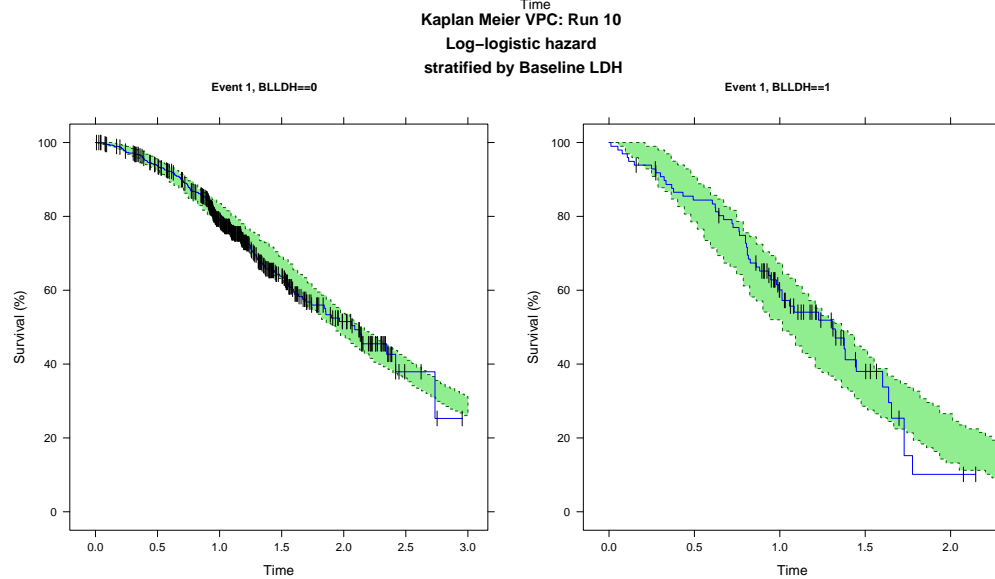 Time
Kaplan Meier VPC: Run 10
Log−logistic hazard
stratified by Baseline LDH
Event 1, BLLDH==0
Event 1, BLLDH==1
Survival (%)
100
80
60
40
20
0
0.0 0.5 1.0 1.5 2.0 2.5 3.0
Time
Survival (%)
100
80
60
40
20
0
0.0 0.5 1.0 1.5 2.0
Time